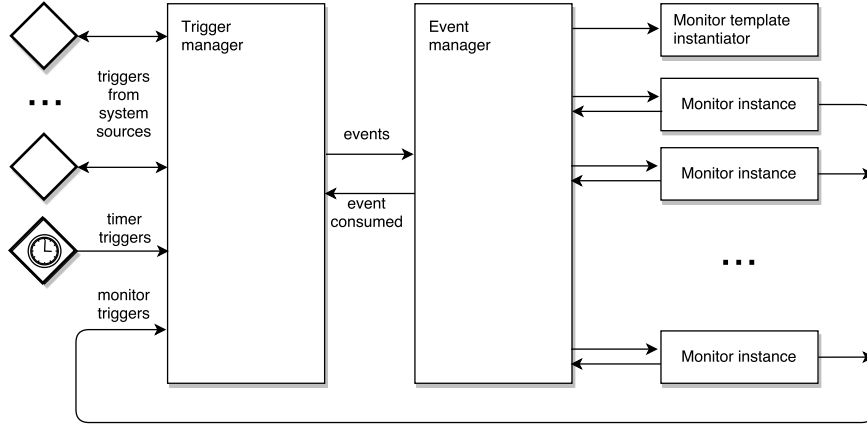 Trigger
manager
Event
manager
Monitor template
instantiator
triggers
from
system
sources
...
Monitor instance
events
Monitor instance
event
consumed
timer
triggers
...
monitor
triggers
Monitor instance